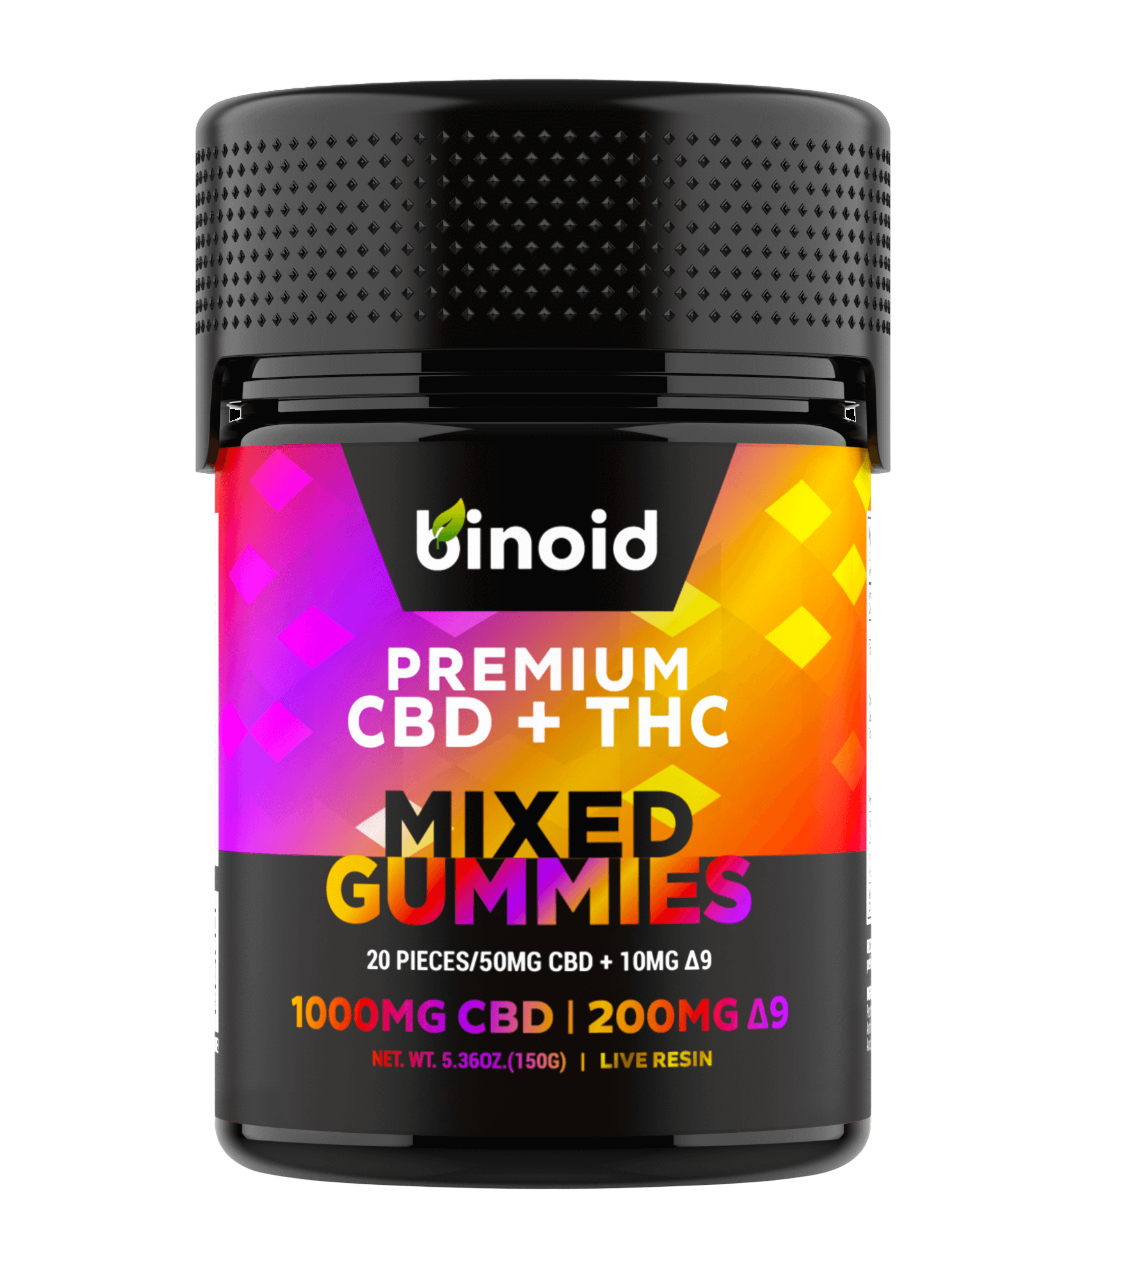 binoid
PREMIUM
CBD + THC
MIXED
GUMMIES
20 PIECES/50MG CBD + 10MG Δ9
1000MG CBD | 200MG Δ9
NET. WT. 5.36OZ.(150G) | LIVE RESIN